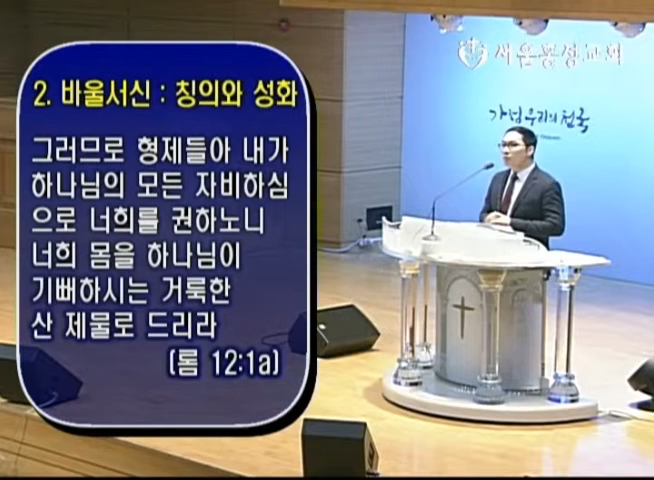 2. 바울서신 : 칭의와 성화
그러므로 형제들아 내가
하나님의 모든 자비하심
으로 너희를 권하노니
너희 몸을 하나님이
기뻐하시는 거룩한
산 제물로 드리라
(롬 12:1a)
새움동성교회
가정 우리의 천국